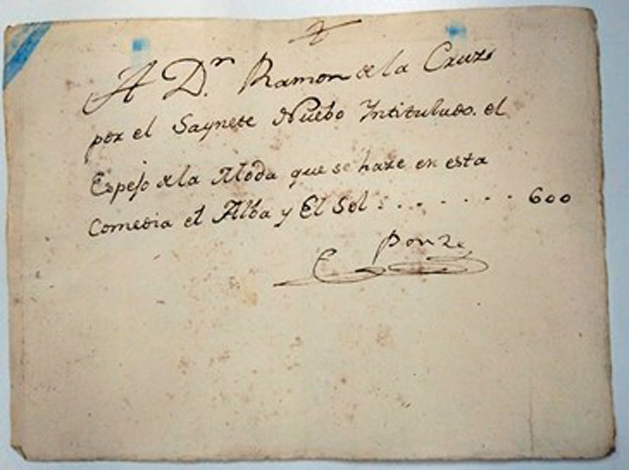 A Dn. Ramon de la Cruz
por el Saynete Nuebo Intitulado. el
Espejo de la Moda que se haze en esta
Comedia el Alba y El Sol : . . . . . . 600
Ponze